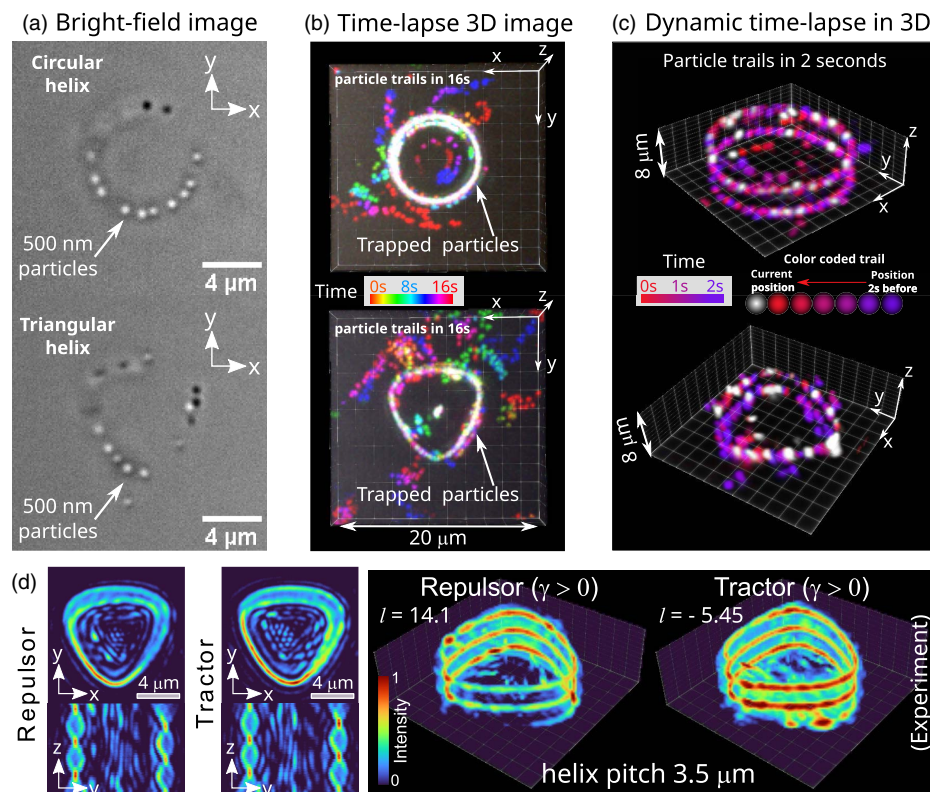 (a) Bright-field image
Circular
helix
y
x
500 nm
particles
4 μm
Triangular
helix
y
x
500 nm
particles
4 μm
(b) Time-lapse 3D image
particle trails in 16s
x
z
y
Trapped particles
Time
0s 8s 16s
particle trails in 16s
x
z
y
Trapped particles
20 μm
(c) Dynamic time-lapse in 3D
Particle trails in 2 seconds
8 μm
z
y
x
Time
0s 1s 2s
Color coded trail
Current
position
Position
2s before
8 μm
z
y
x
(d)
Repulsor
y
x
4 μm
z
y
Tractor
y
x
4 μm
z
y
Repulsor (γ > 0)
l = 14.1
Tractor (γ > 0)
l = - 5.45
1
Intensity
0
helix pitch 3.5 μm
(Experiment)